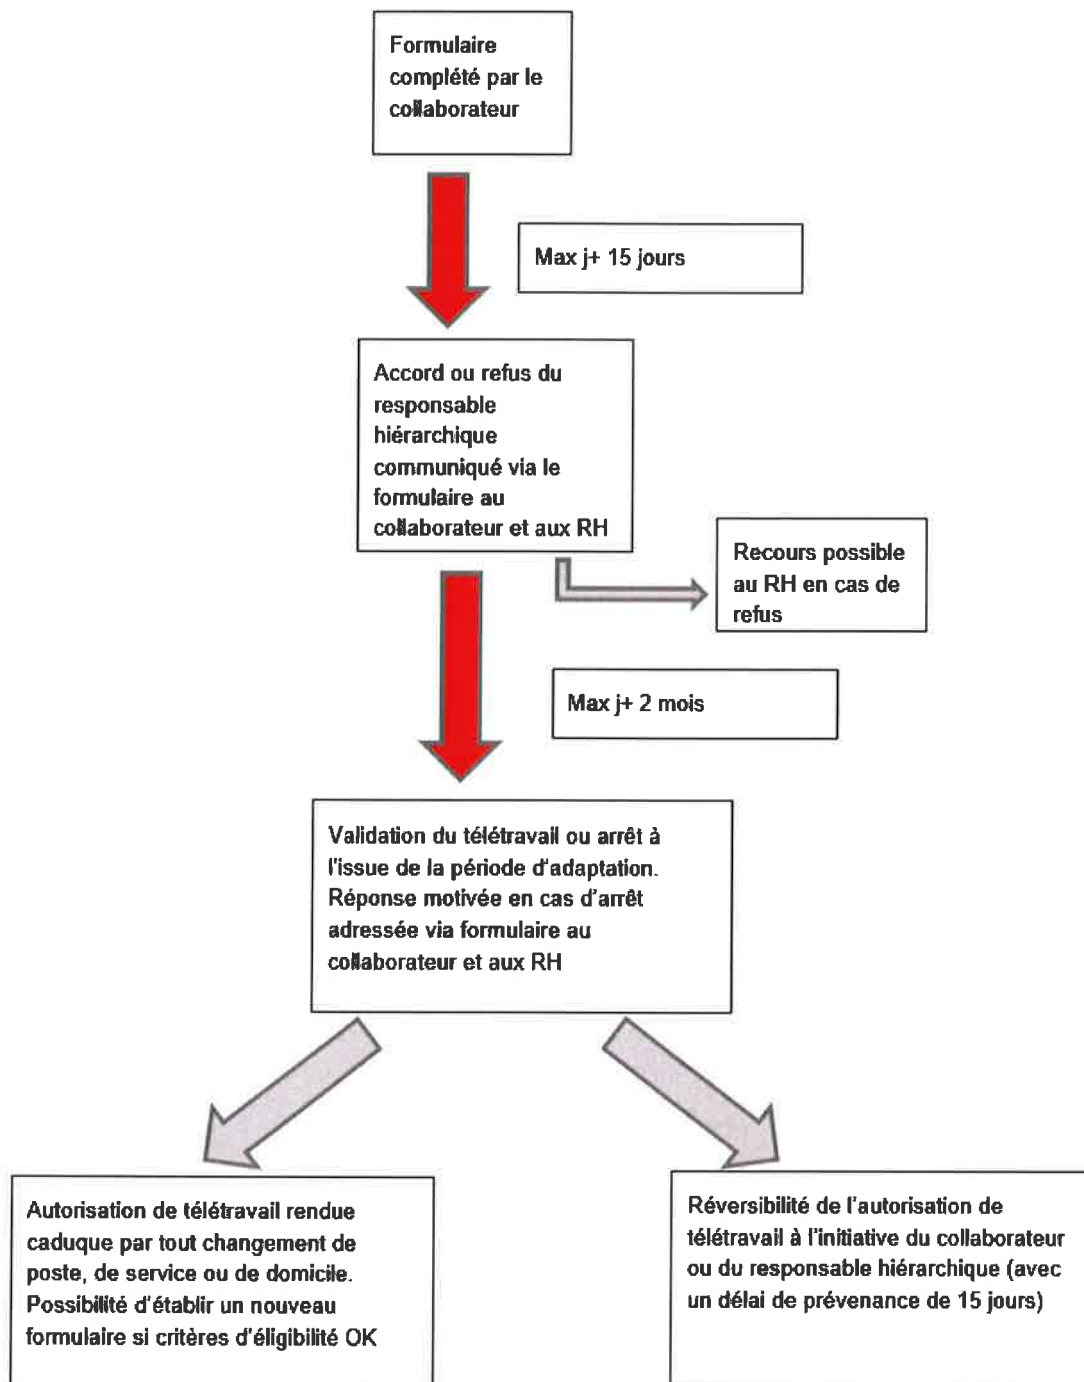 Formulaire
complété par le
collaborateur
Max j+ 15 jours
Accord ou refus du
responsable
hiérarchique
communiqué via le
formulaire au
collaborateur et aux RH
Recours possible
au RH en cas de
refus
Max j+ 2 mois
Validation du télétravail ou arrêt à
l'issue de la période d'adaptation.
Réponse motivée en cas d'arrêt
adressée via formulaire au
collaborateur et aux RH
Autorisation de télétravail rendue
caduque par tout changement de
poste, de service ou de domicile.
Possibilité d'établir un nouveau
formulaire si critères d'éligibilité OK
Réversibilité de l'autorisation de
télétravail à l'initiative du collaborateur
ou du responsable hiérarchique (avec
un délai de prévenance de 15 jours)